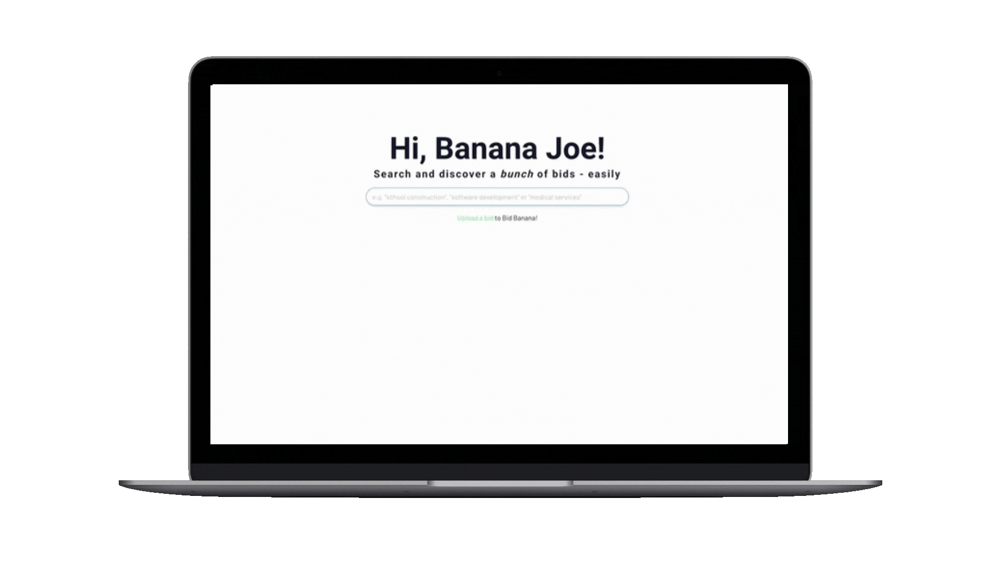 Hi, Banana Joe!
Search and discover a bunch of bids - easily
e.g. "school construction", "software development" or "medical services"
Upload a bid to Bid Banana!